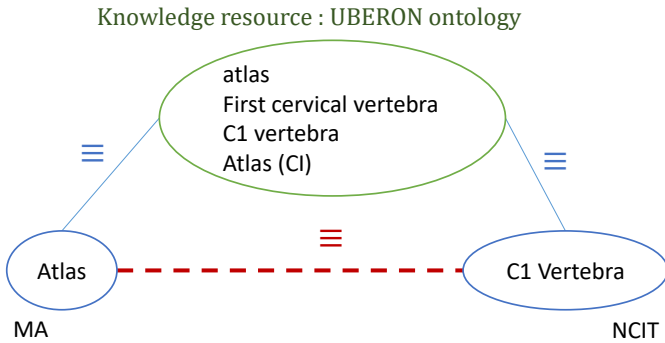 Knowledge resource : UBERON ontology
atlas
First cervical vertebra
C1 vertebra
Atlas (CI)
≡
≡
≡
Atlas
C1 Vertebra
MA
NCIT